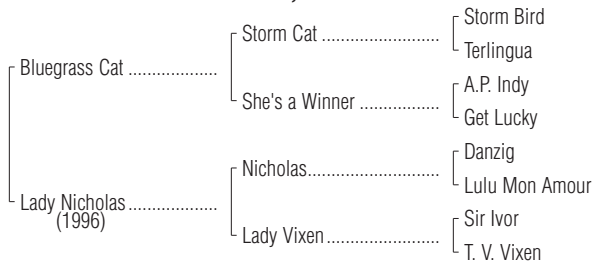 Storm Bird
Storm Cat ......................
Terlingua
Bluegrass Cat .................
A.P. Indy
She's a Winner ...............
Get Lucky
Danzig
Nicholas.........................
Lulu Mon Amour
Lady Nicholas.................
(1996)
Sir Ivor
Lady Vixen .....................
T. V. Vixen